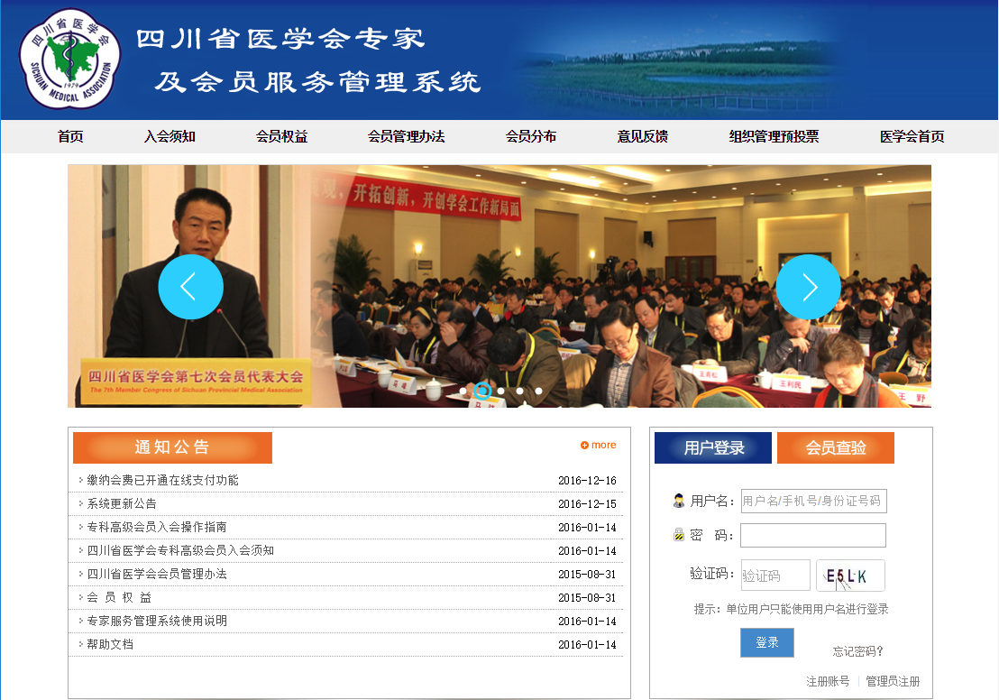 四川省医学会
SICHUAN MEDICAL ASSOCIATION
1979
四川省医学会专家
及会员服务管理系统
首页 入会须知 会员权益 会员管理办法 会员分布 意见反馈 组织管理预投票 医学会首页
现，开拓创新，开创学会工作新局面
四川省医学会第七次会员代表大会
The 7th Member Congress of Sichuan Provincial Medical Association
王利民
王 野
通知公告
more
缴纳会费已开通在线支付功能 2016-12-16
系统更新公告 2016-12-15
专科高级会员入会操作指南 2016-01-14
四川省医学会专科高级会员入会须知 2016-01-14
四川省医学会会员管理办法 2015-08-31
会 员 权 益 2015-08-31
专家服务管理系统使用说明 2016-01-14
帮助文档 2016-01-14
用户登录 会员查验
用户名： 用户名/手机号/身份证号码
密 码：
验证码： 验证码 E5LK
提示：单位用户只能使用用户名进行登录
登录 忘记密码？
注册账号 | 管理员注册